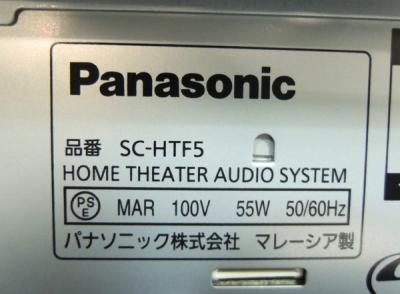 Panasonic
品番 SC-HTF5
HOME THEATER AUDIO SYSTEM
PS E MAR 100V 55W 50/60Hz
パナソニック株式会社 マレーシア製